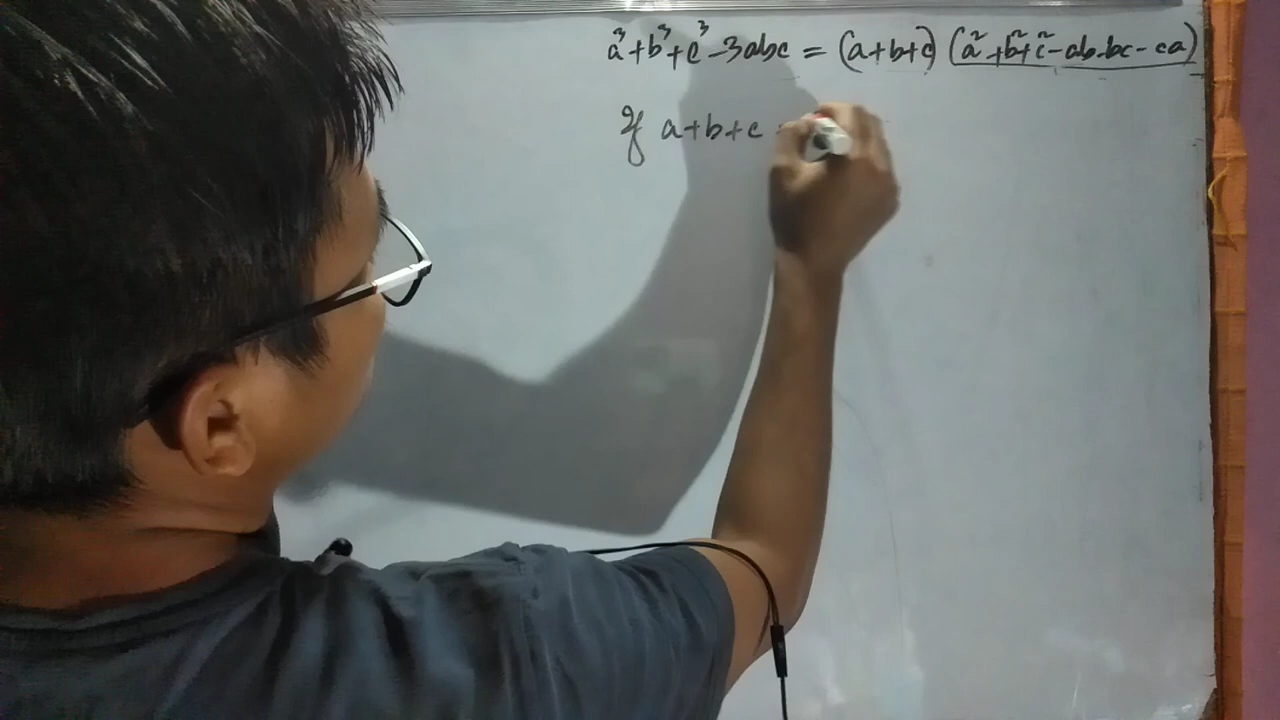 a³+b³+c³-3abc = (a+b+c) (a²+b²+c²-ab-bc-ca)
If a+b+c